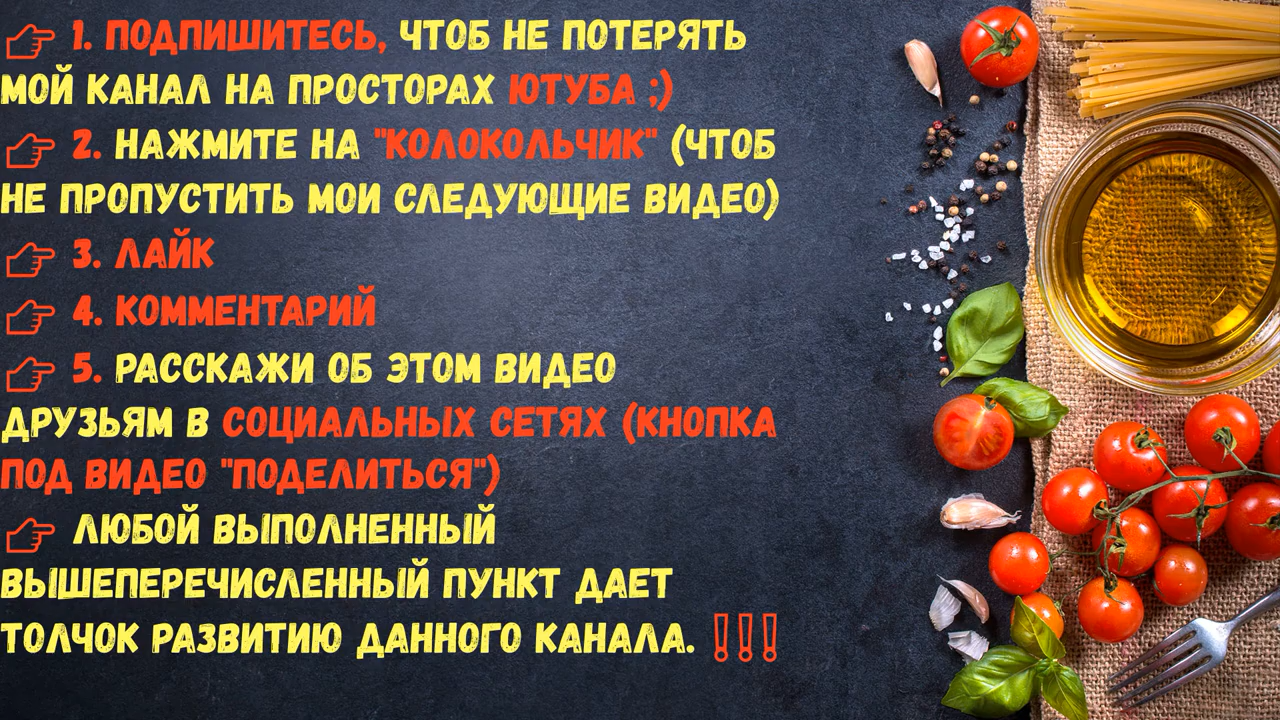 👉 1. ПОДПИШИТЕСЬ, ЧТОБ НЕ ПОТЕРЯТЬ
МОЙ КАНАЛ НА ПРОСТОРАХ ЮТУБА ;)
👉 2. НАЖМИТЕ НА "КОЛОКОЛЬЧИК" (ЧТОБ
НЕ ПРОПУСТИТЬ МОИ СЛЕДУЮЩИЕ ВИДЕО)
👉 3. ЛАЙК
👉 4. КОММЕНТАРИЙ
👉 5. РАССКАЖИ ОБ ЭТОМ ВИДЕО
ДРУЗЬЯМ В СОЦИАЛЬНЫХ СЕТЯХ (КНОПКА
ПОД ВИДЕО "ПОДЕЛИТЬСЯ")
👉 ЛЮБОЙ ВЫПОЛНЕННЫЙ
ВЫШЕПЕРЕЧИСЛЕННЫЙ ПУНКТ ДАЕТ
ТОЛЧОК РАЗВИТИЮ ДАННОГО КАНАЛА. ❗❗❗